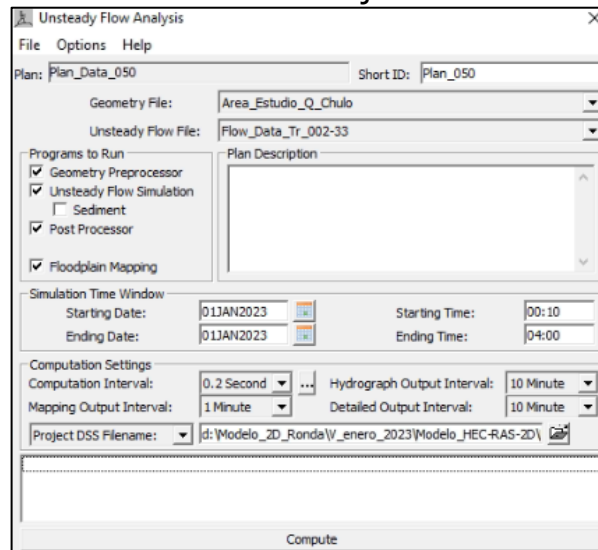 Unsteady Flow Analysis
File Options Help
Plan: Plan_Data_050 Short ID: Plan_050
Geometry File: Area_Estudio_Q_Chulo
Unsteady Flow File: Flow_Data_Tr_002-33
Programs to Run Plan Description
Geometry Preprocessor
Unsteady Flow Simulation
Sediment
Post Processor
Floodplain Mapping
Simulation Time Window
Starting Date: 01JAN2023 Starting Time: 00:10
Ending Date: 01JAN2023 Ending Time: 04:00
Computation Settings
Computation Interval: 0.2 Second ... Hydrograph Output Interval: 10 Minute
Mapping Output Interval: 1 Minute Detailed Output Interval: 10 Minute
Project DSS Filename: d:\Modelo_2D_Ronda\V_enero_2023\Modelo_HEC-RAS-2D\
Compute